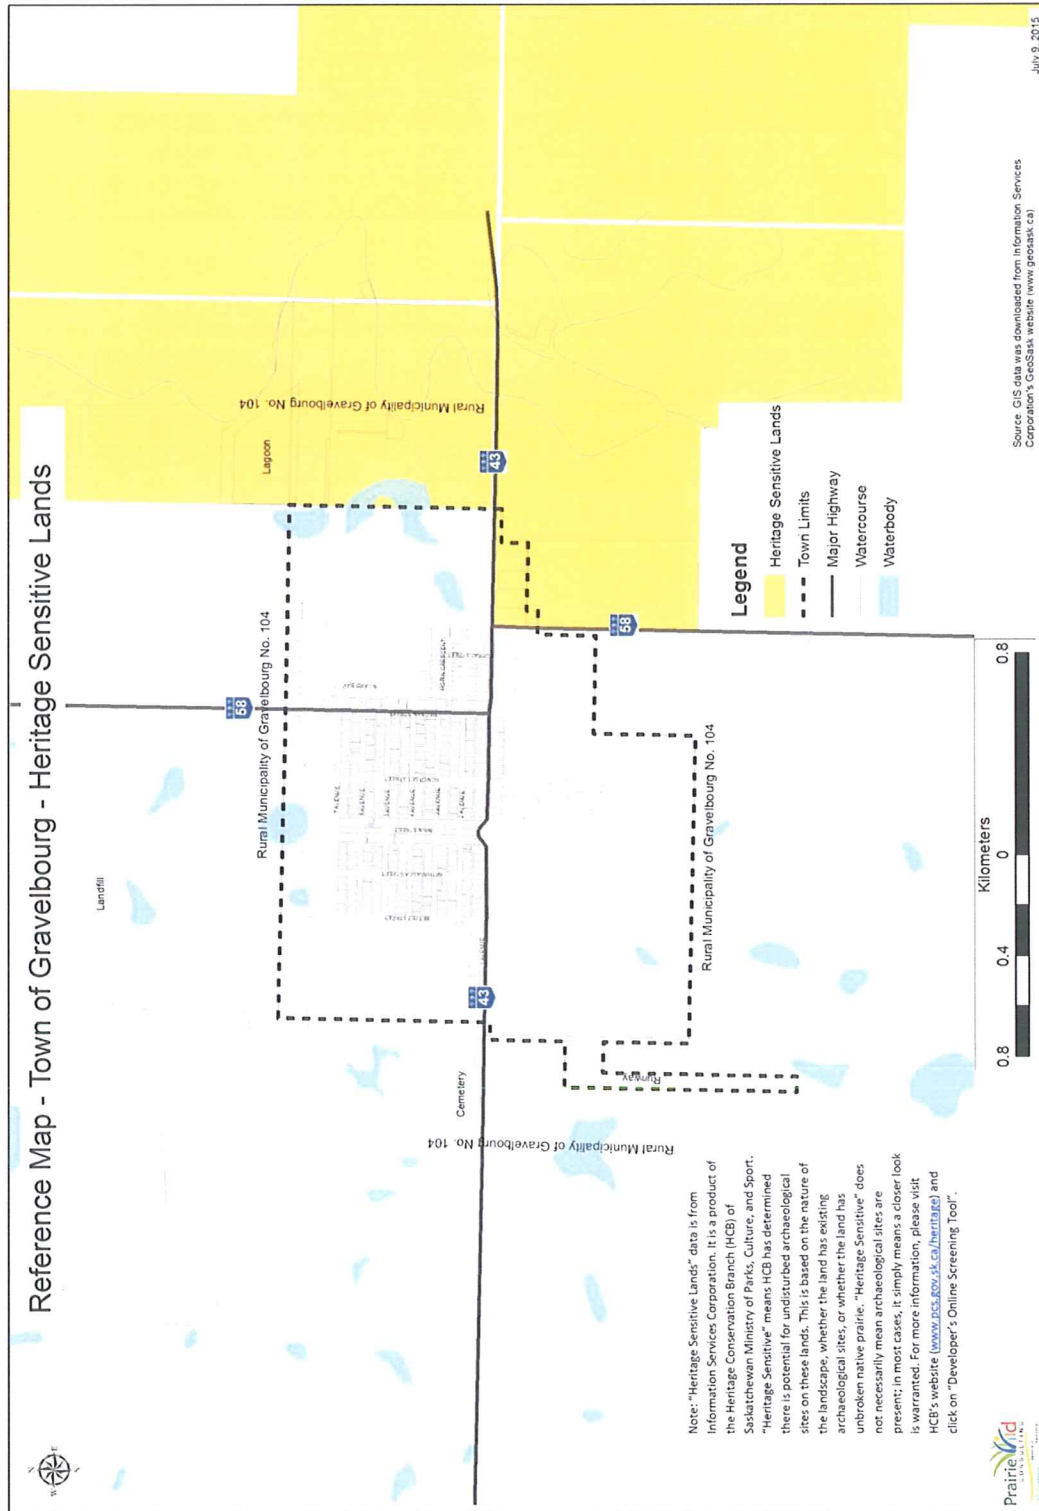 Reference Map - Town of Gravelbourg - Heritage Sensitive Lands
Landfill
58
Rural Municipality of Gravelbourg No. 104
Lagoon
Rural Municipality of Gravelbourg No. 104
7 AVENUE
MAIN STREET
BETTEZ STREET
43
43
Cemetery
Rural Municipality of Gravelbourg No. 104
Runway
58
Rural Municipality of Gravelbourg No. 104
Note: "Heritage Sensitive Lands" data is from
Information Services Corporation. It is a product of
the Heritage Conservation Branch (HCB) of
Saskatchewan Ministry of Parks, Culture, and Sport.
"Heritage Sensitive" means HCB has determined
there is potential for undisturbed archaeological
sites on these lands. This is based on the nature of
the landscape, whether the land has existing
archaeological sites, or whether the land has
unbroken native prairie. "Heritage Sensitive" does
not necessarily mean archaeological sites are
present; in most cases, it simply means a closer look
is warranted. For more information, please visit
HCB's website (www.pcs.gov.sk.ca/heritage) and
click on "Developer's Online Screening Tool".
Legend
Heritage Sensitive Lands
Town Limits
Major Highway
Watercourse
Waterbody
Kilometers
0.8 0.4 0 0.8
PrairieWild
CONSULTING
Source: GIS data was downloaded from Information Services
Corporation's GeoSask website (www.geosask.ca)
July 9, 2015
N
W E
S